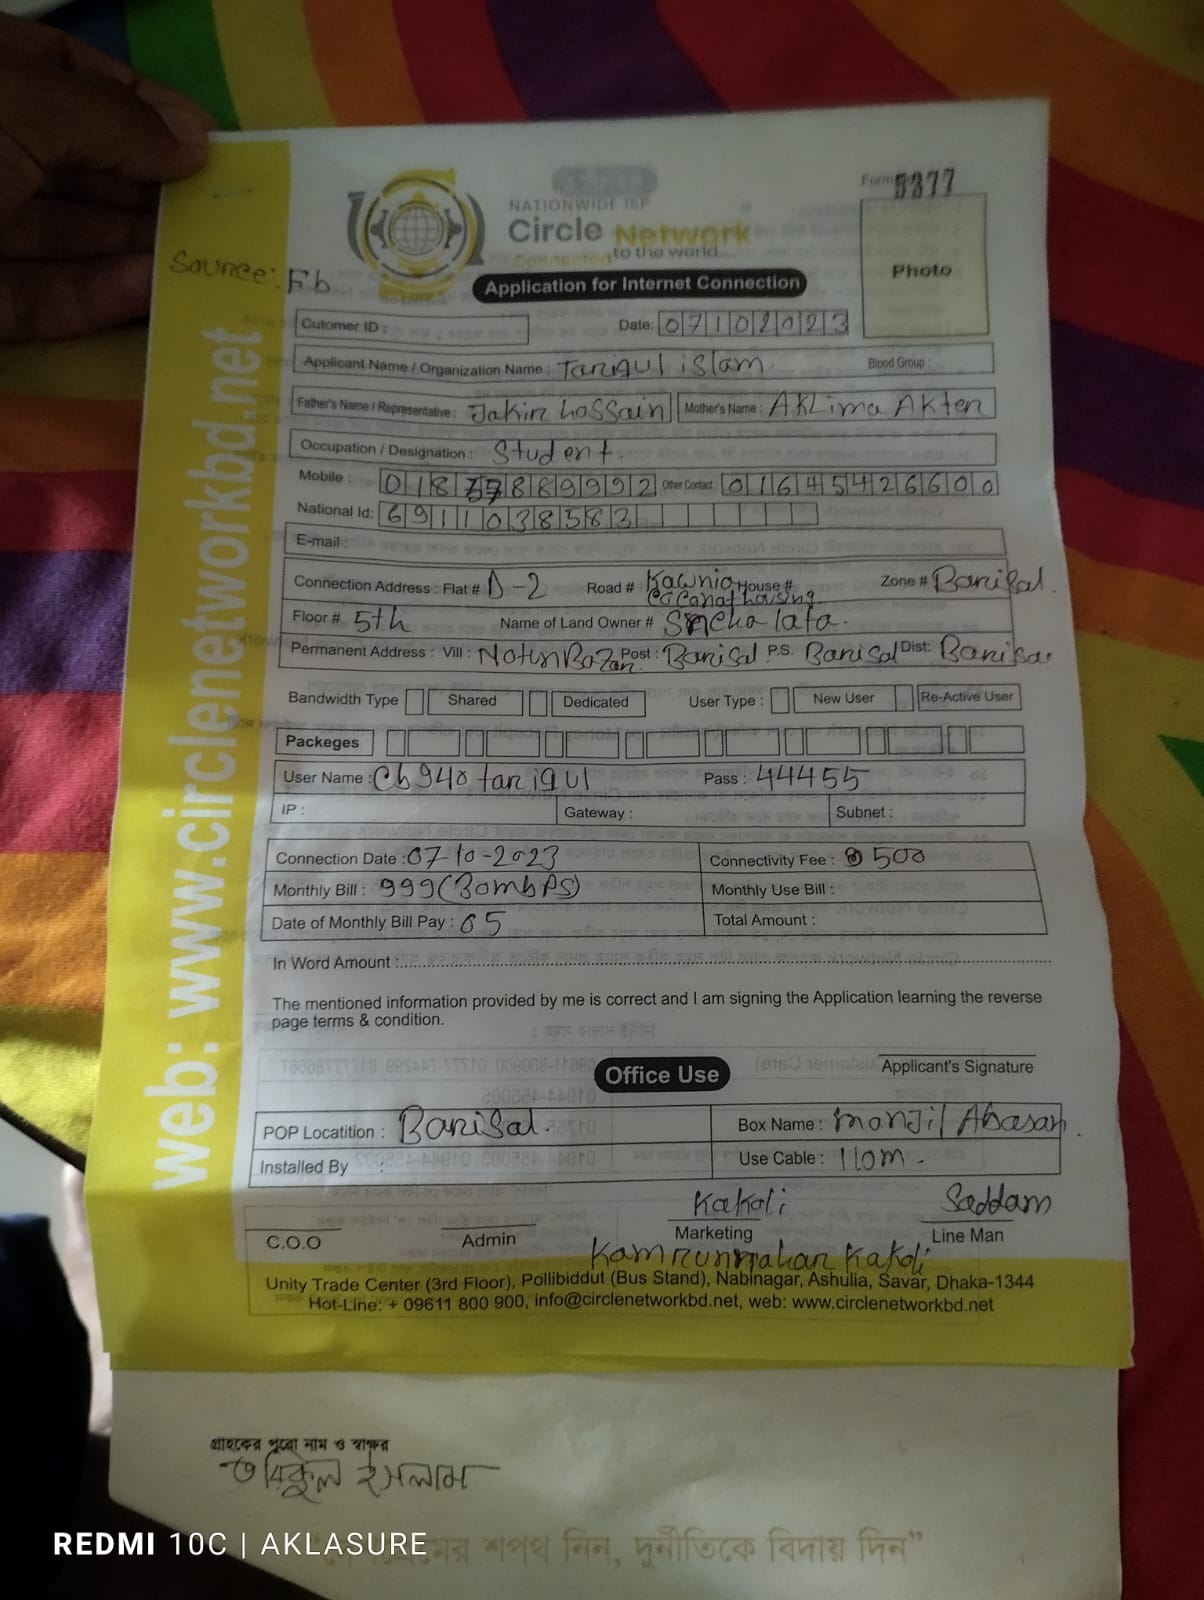 Form 5377
NATIONWIDE ISP
Circle Network
Connected to the world...
Source: Fb
Application for Internet Connection
Photo
Cutomer ID :
Date: 07102023
Applicant Name / Organization Name : Tariqul islam.
Blood Group :
Father's Name / Representative : Jakir hossain
Mother's Name : AKLima AKter
Occupation / Designation : Student.
Mobile : 01877889992 Other Contact : 01645426600
National Id: 6911038583
E-mail :
Connection Address : Flat # D-2 Road # Kawnia House # Zone # Barisal.
housing
Floor # 5th Name of Land Owner # lata.
Permanent Address : Vill : Notun Bazar Post : Barisal P.S. Barisal Dist: Barisa
Bandwidth Type Shared Dedicated User Type : New User Re-Active User
Packeges
User Name : Cb940tariqul Pass : 44455
IP : Gateway : Subnet :
Connection Date : 07-10-2023 Connectivity Fee : 500
Monthly Bill : 999(30mbPS) Monthly Use Bill :
Date of Monthly Bill Pay : 05 Total Amount :
In Word Amount :
The mentioned information provided by me is correct and I am signing the Application learning the reverse
page terms & condition.
Applicant's Signature
Office Use
POP Locatition : Barisal. Box Name : monjil
Installed By : Use Cable : 110m.
Kakoli Saddam
C.O.O Admin Marketing Line Man
Kakoli
Unity Trade Center (3rd Floor), Pollibiddut (Bus Stand), Nabinagar, Ashulia, Savar, Dhaka-1344
Hot-Line: + 09611 800 900, info@circlenetworkbd.net, web: www.circlenetworkbd.net
web: www.circlenetworkbd.net
গ্রাহকের পুরো নাম ও স্বাক্ষর
তরিকুল ইসলাম
শপথ নিন, দুর্নীতিকে বিদায় দিন”
REDMI 10C | AKLASURE